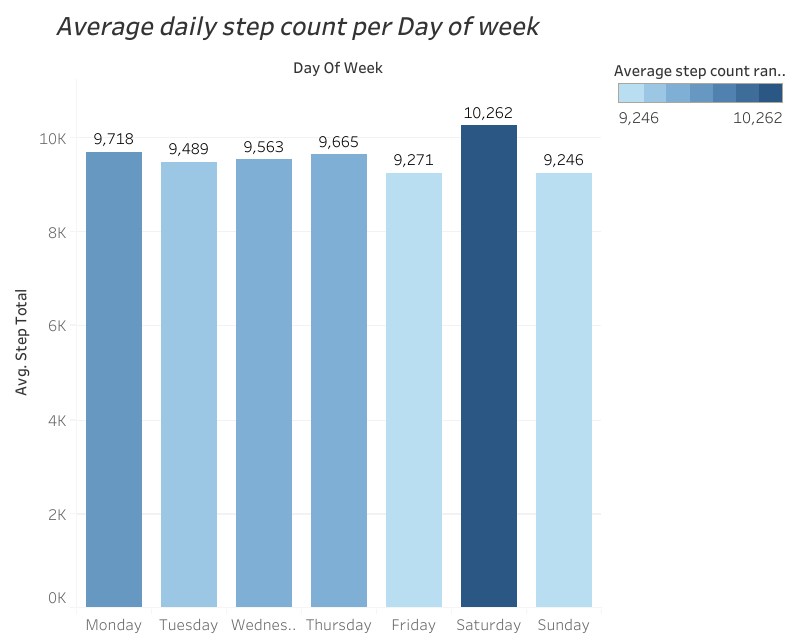 Average daily step count per Day of week
Day Of Week
Average step count ran..
9,246 10,262
Avg. Step Total
10K
8K
6K
4K
2K
0K
9,718
9,489
9,563
9,665
9,271
10,262
9,246
Monday Tuesday Wednes.. Thursday Friday Saturday Sunday